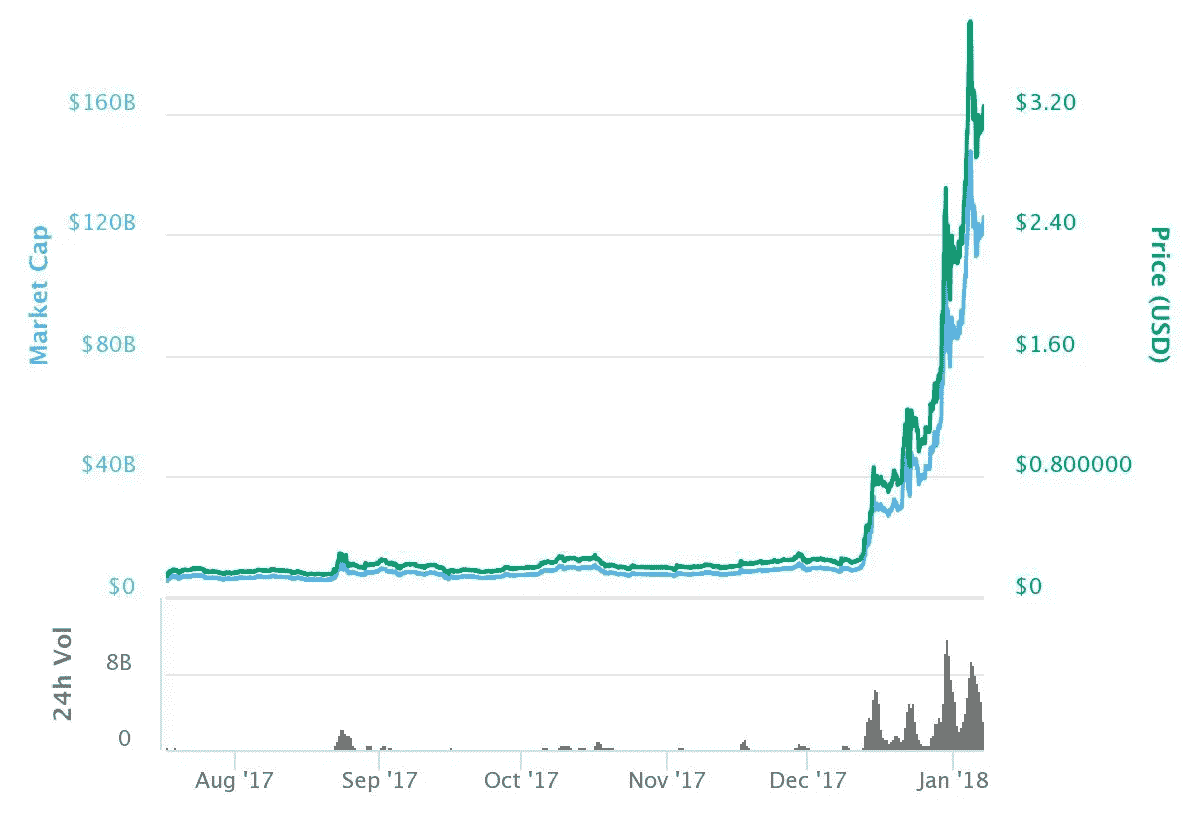 $160B
$120B
$80B
$40B
$0
Market Cap
$3.20
$2.40
$1.60
$0.800000
$0
Price (USD)
24h Vol
8B
0
Aug '17
Sep '17
Oct '17
Nov '17
Dec '17
Jan '18